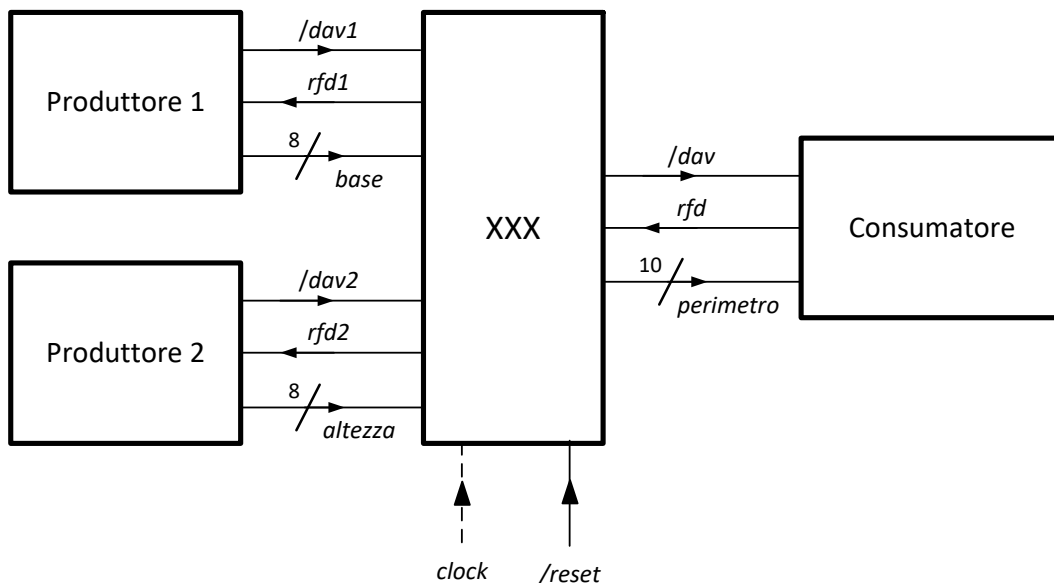 /dav1
Produttore 1
rfd1
8
base
/dav
XXX
rfd
Consumatore
10
perimetro
/dav2
Produttore 2
rfd2
8
altezza
clock
/reset